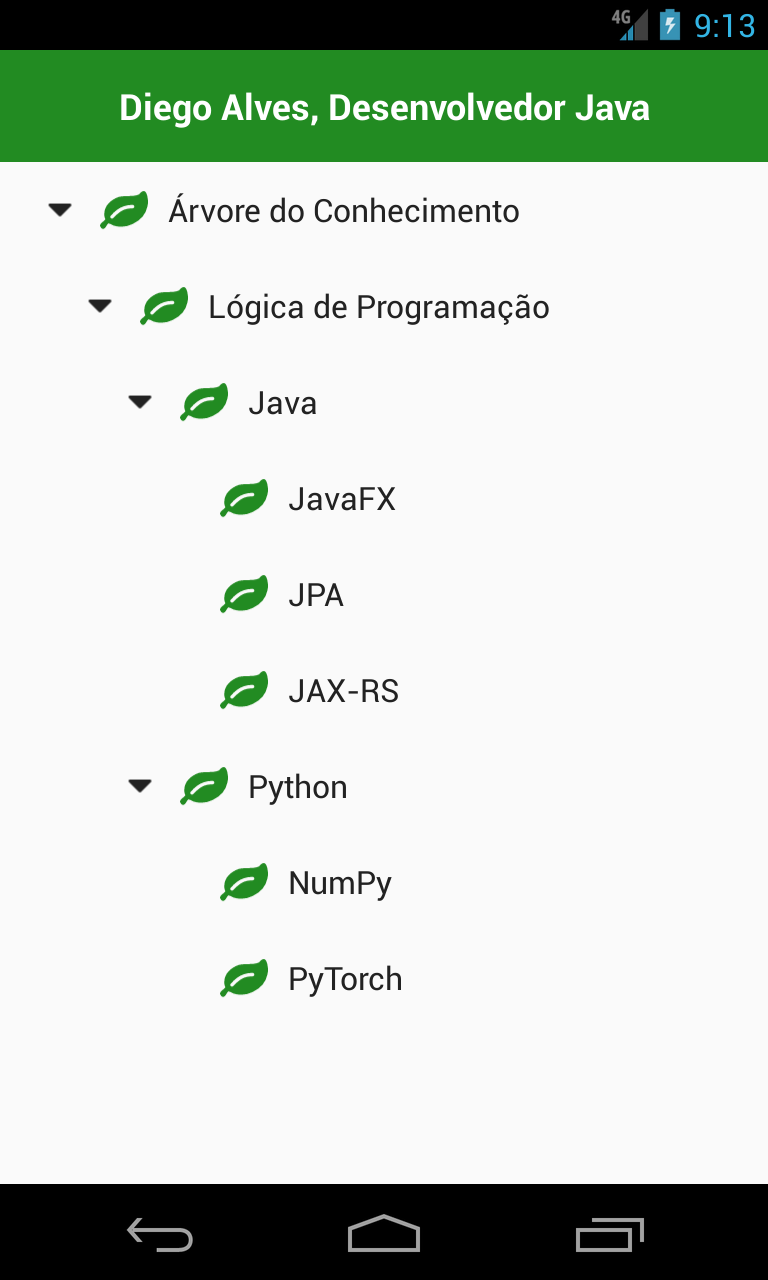 4G 9:13
Diego Alves, Desenvolvedor Java
Árvore do Conhecimento
Lógica de Programação
Java
JavaFX
JPA
JAX-RS
Python
NumPy
PyTorch